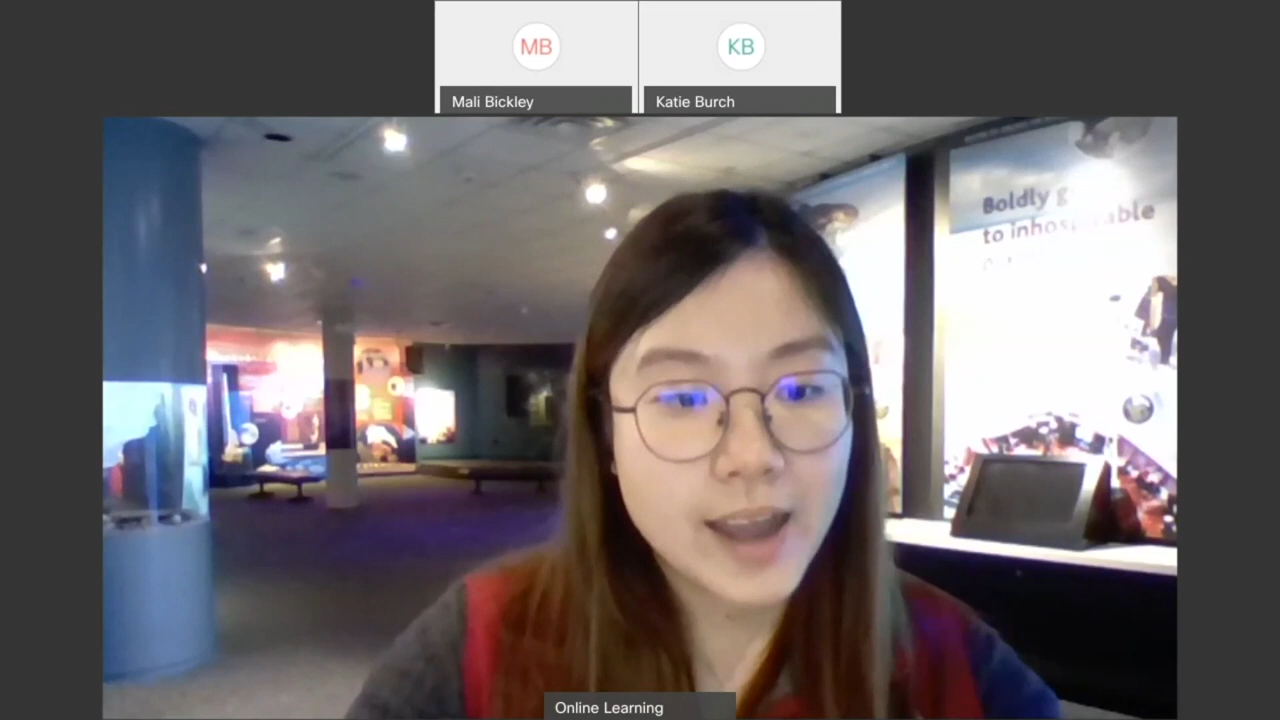 MB
KB
Mali Bickley
Katie Burch
Boldly g
to inhos
able
Online Learning